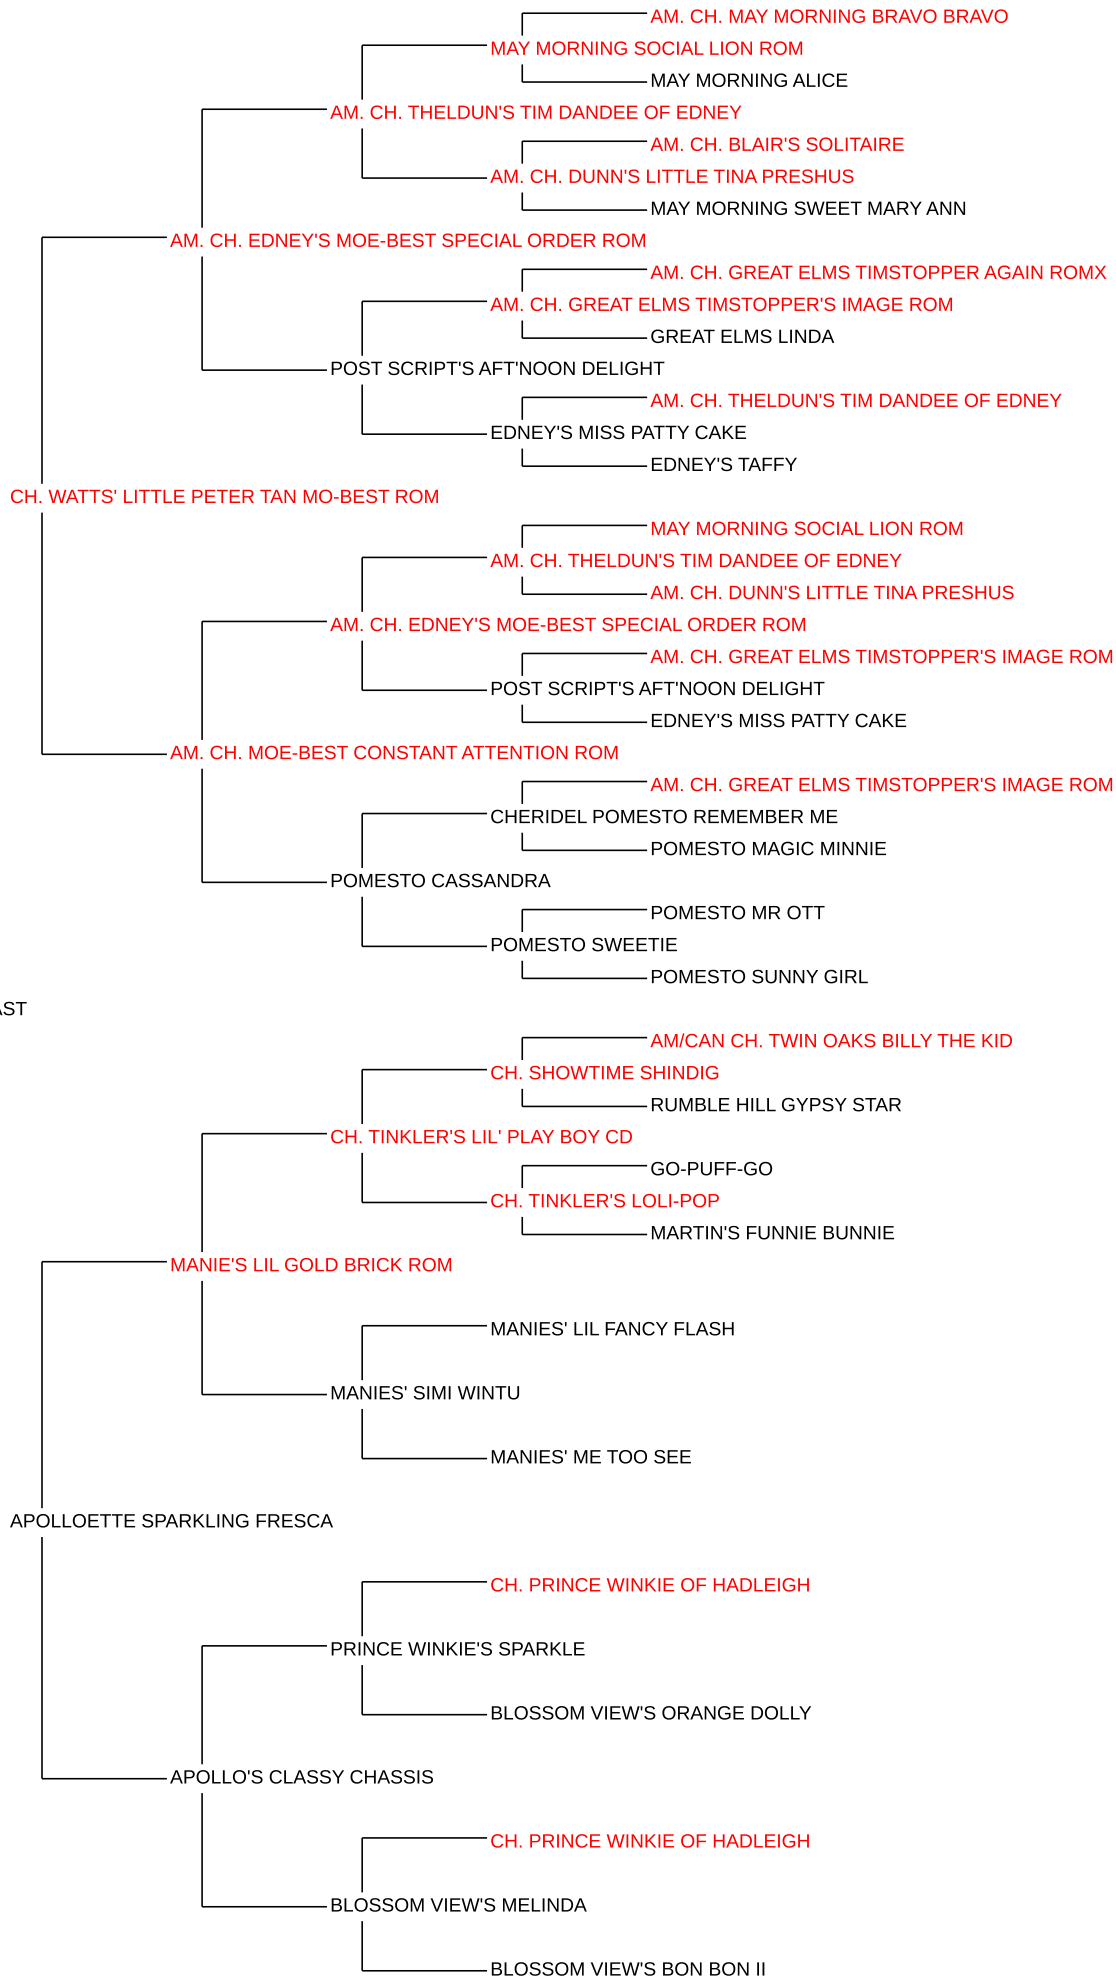 AM. CH. MAY MORNING BRAVO BRAVO
MAY MORNING SOCIAL LION ROM
MAY MORNING ALICE
AM. CH. THELDUN'S TIM DANDEE OF EDNEY
AM. CH. BLAIR'S SOLITAIRE
AM. CH. DUNN'S LITTLE TINA PRESHUS
MAY MORNING SWEET MARY ANN
AM. CH. EDNEY'S MOE-BEST SPECIAL ORDER ROM
AM. CH. GREAT ELMS TIMSTOPPER AGAIN ROMX
AM. CH. GREAT ELMS TIMSTOPPER'S IMAGE ROM
GREAT ELMS LINDA
POST SCRIPT'S AFT'NOON DELIGHT
AM. CH. THELDUN'S TIM DANDEE OF EDNEY
EDNEY'S MISS PATTY CAKE
EDNEY'S TAFFY
CH. WATTS' LITTLE PETER TAN MO-BEST ROM
MAY MORNING SOCIAL LION ROM
AM. CH. THELDUN'S TIM DANDEE OF EDNEY
AM. CH. DUNN'S LITTLE TINA PRESHUS
AM. CH. EDNEY'S MOE-BEST SPECIAL ORDER ROM
AM. CH. GREAT ELMS TIMSTOPPER'S IMAGE ROM
POST SCRIPT'S AFT'NOON DELIGHT
EDNEY'S MISS PATTY CAKE
AM. CH. MOE-BEST CONSTANT ATTENTION ROM
AM. CH. GREAT ELMS TIMSTOPPER'S IMAGE ROM
CHERIDEL POMESTO REMEMBER ME
POMESTO MAGIC MINNIE
POMESTO CASSANDRA
POMESTO MR OTT
POMESTO SWEETIE
POMESTO SUNNY GIRL
AST
AM/CAN CH. TWIN OAKS BILLY THE KID
CH. SHOWTIME SHINDIG
RUMBLE HILL GYPSY STAR
CH. TINKLER'S LIL' PLAY BOY CD
GO-PUFF-GO
CH. TINKLER'S LOLI-POP
MARTIN'S FUNNIE BUNNIE
MANIE'S LIL GOLD BRICK ROM
MANIES' LIL FANCY FLASH
MANIES' SIMI WINTU
MANIES' ME TOO SEE
APOLLOETTE SPARKLING FRESCA
CH. PRINCE WINKIE OF HADLEIGH
PRINCE WINKIE'S SPARKLE
BLOSSOM VIEW'S ORANGE DOLLY
APOLLO'S CLASSY CHASSIS
CH. PRINCE WINKIE OF HADLEIGH
BLOSSOM VIEW'S MELINDA
BLOSSOM VIEW'S BON BON II